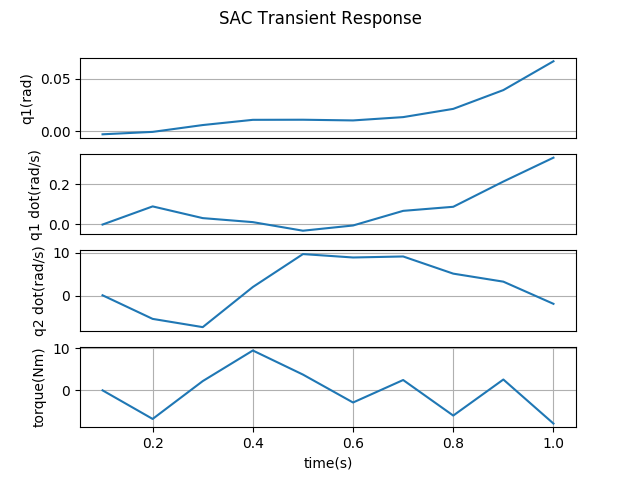 SAC Transient Response
q1(rad)
0.05
0.00
q1 dot(rad/s)
0.2
0.0
q2 dot(rad/s)
10
0
torque(Nm)
10
0
0.2 0.4 0.6 0.8 1.0
time(s)